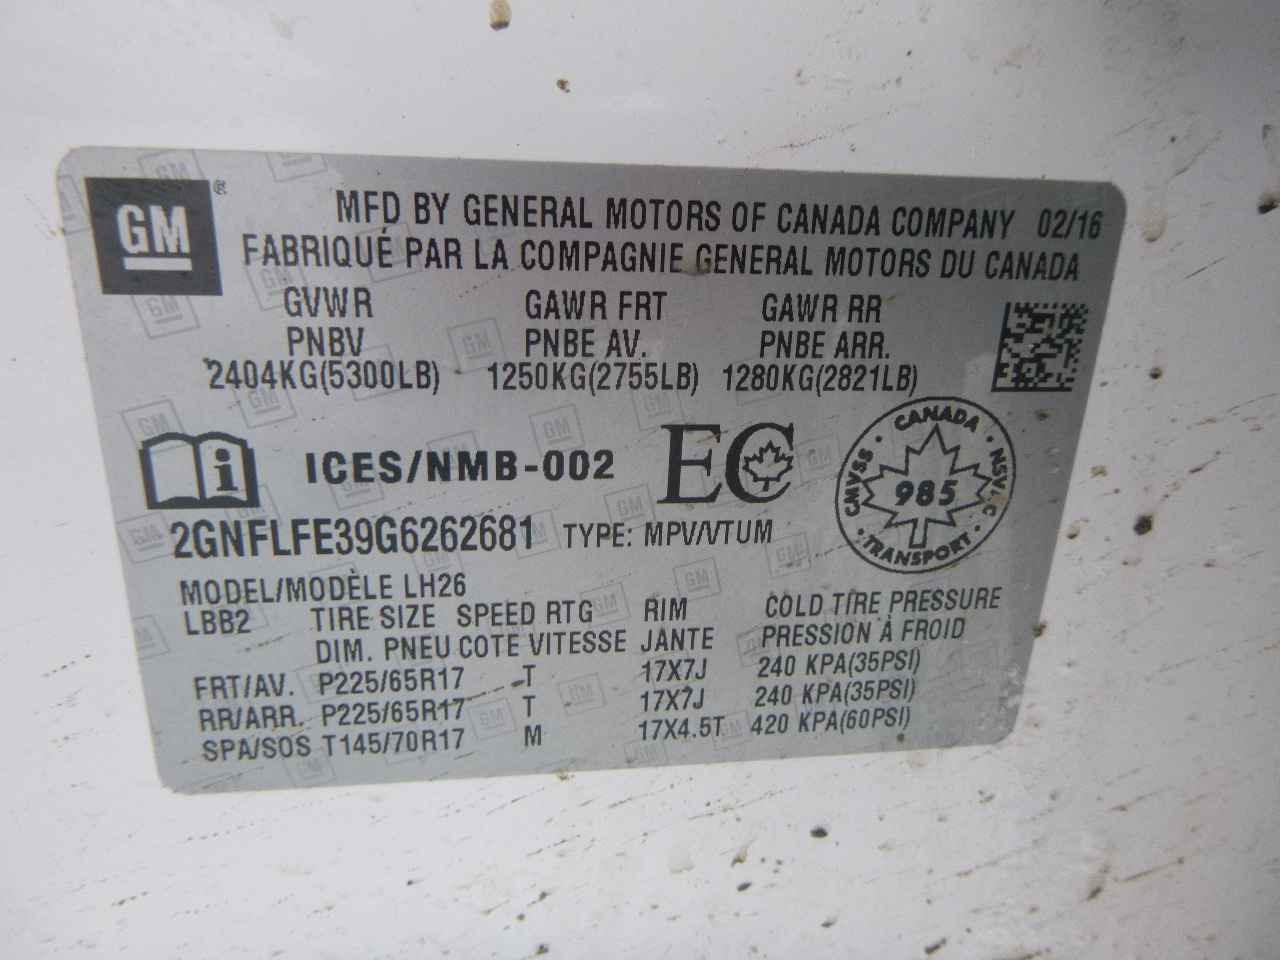 GM®
MFD BY GENERAL MOTORS OF CANADA COMPANY 02/16
FABRIQUÉ PAR LA COMPAGNIE GENERAL MOTORS DU CANADA
GVWR GAWR FRT GAWR RR
PNBV PNBE AV. PNBE ARR.
2404KG(5300LB) 1250KG(2755LB) 1280KG(2821LB)
i ICES/NMB-002 EC
CANADA
CMVSS 985 NSVAC
TRANSPORT
2GNFLFE39G6262681 TYPE: MPV/VTUM
MODEL/MODÈLE LH26
LBB2 TIRE SIZE SPEED RTG RIM COLD TIRE PRESSURE
DIM. PNEU COTE VITESSE JANTE PRESSION À FROID
FRT/AV. P225/65R17 T 17X7J 240 KPA(35PSI)
RR/ARR. P225/65R17 T 17X7J 240 KPA(35PSI)
SPA/SOS T145/70R17 M 17X4.5T 420 KPA(60PSI)